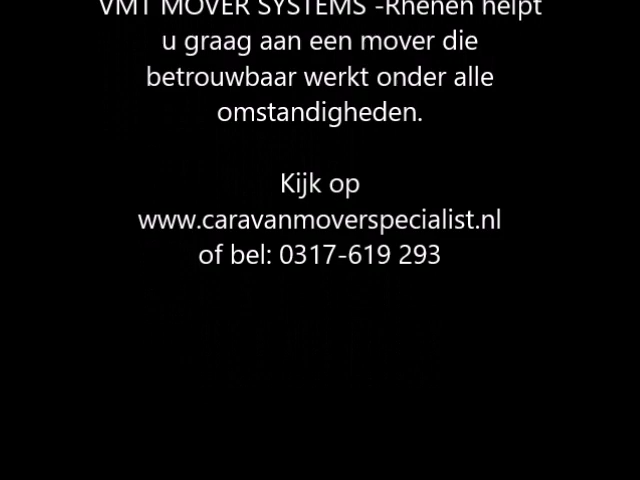 VMT MOVER SYSTEMS -Rhenen helpt
u graag aan een mover die
betrouwbaar werkt onder alle
omstandigheden.
Kijk op
www.caravanmoverspecialist.nl
of bel: 0317-619 293